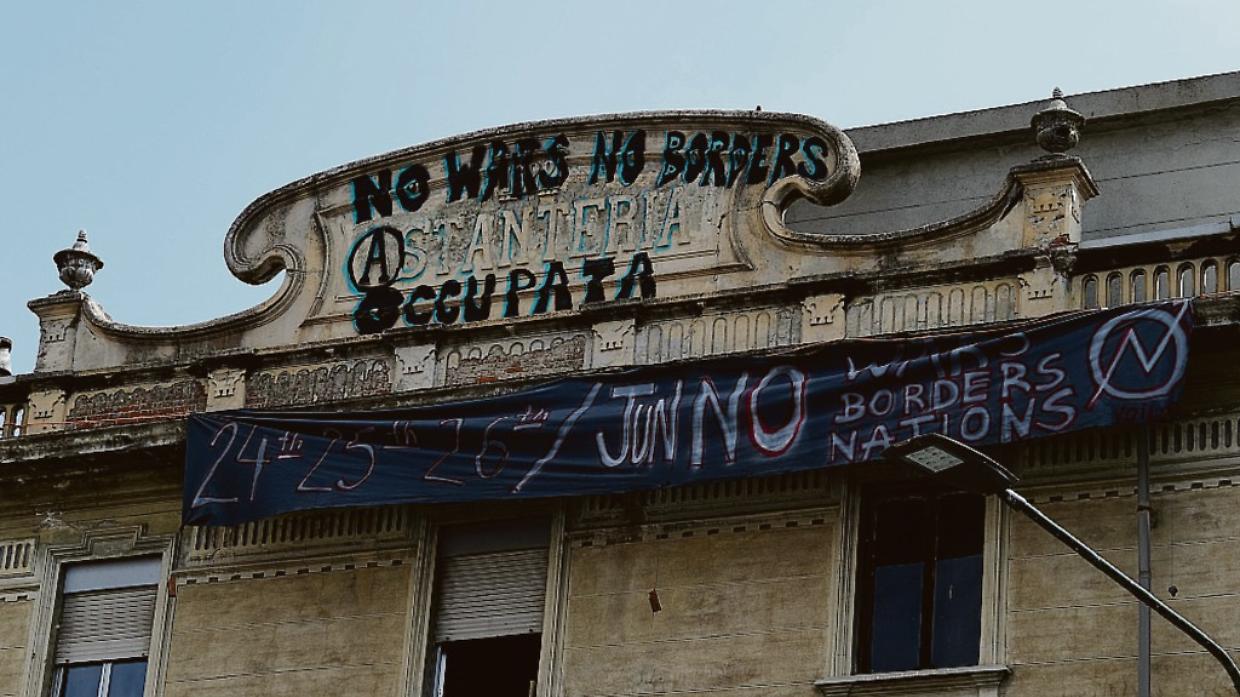 NO WARS NO BORDERS
ASTANTERIA
OCCUPATA
24th 25th 26th / JUN NO WARS
BORDERS
NATIONS